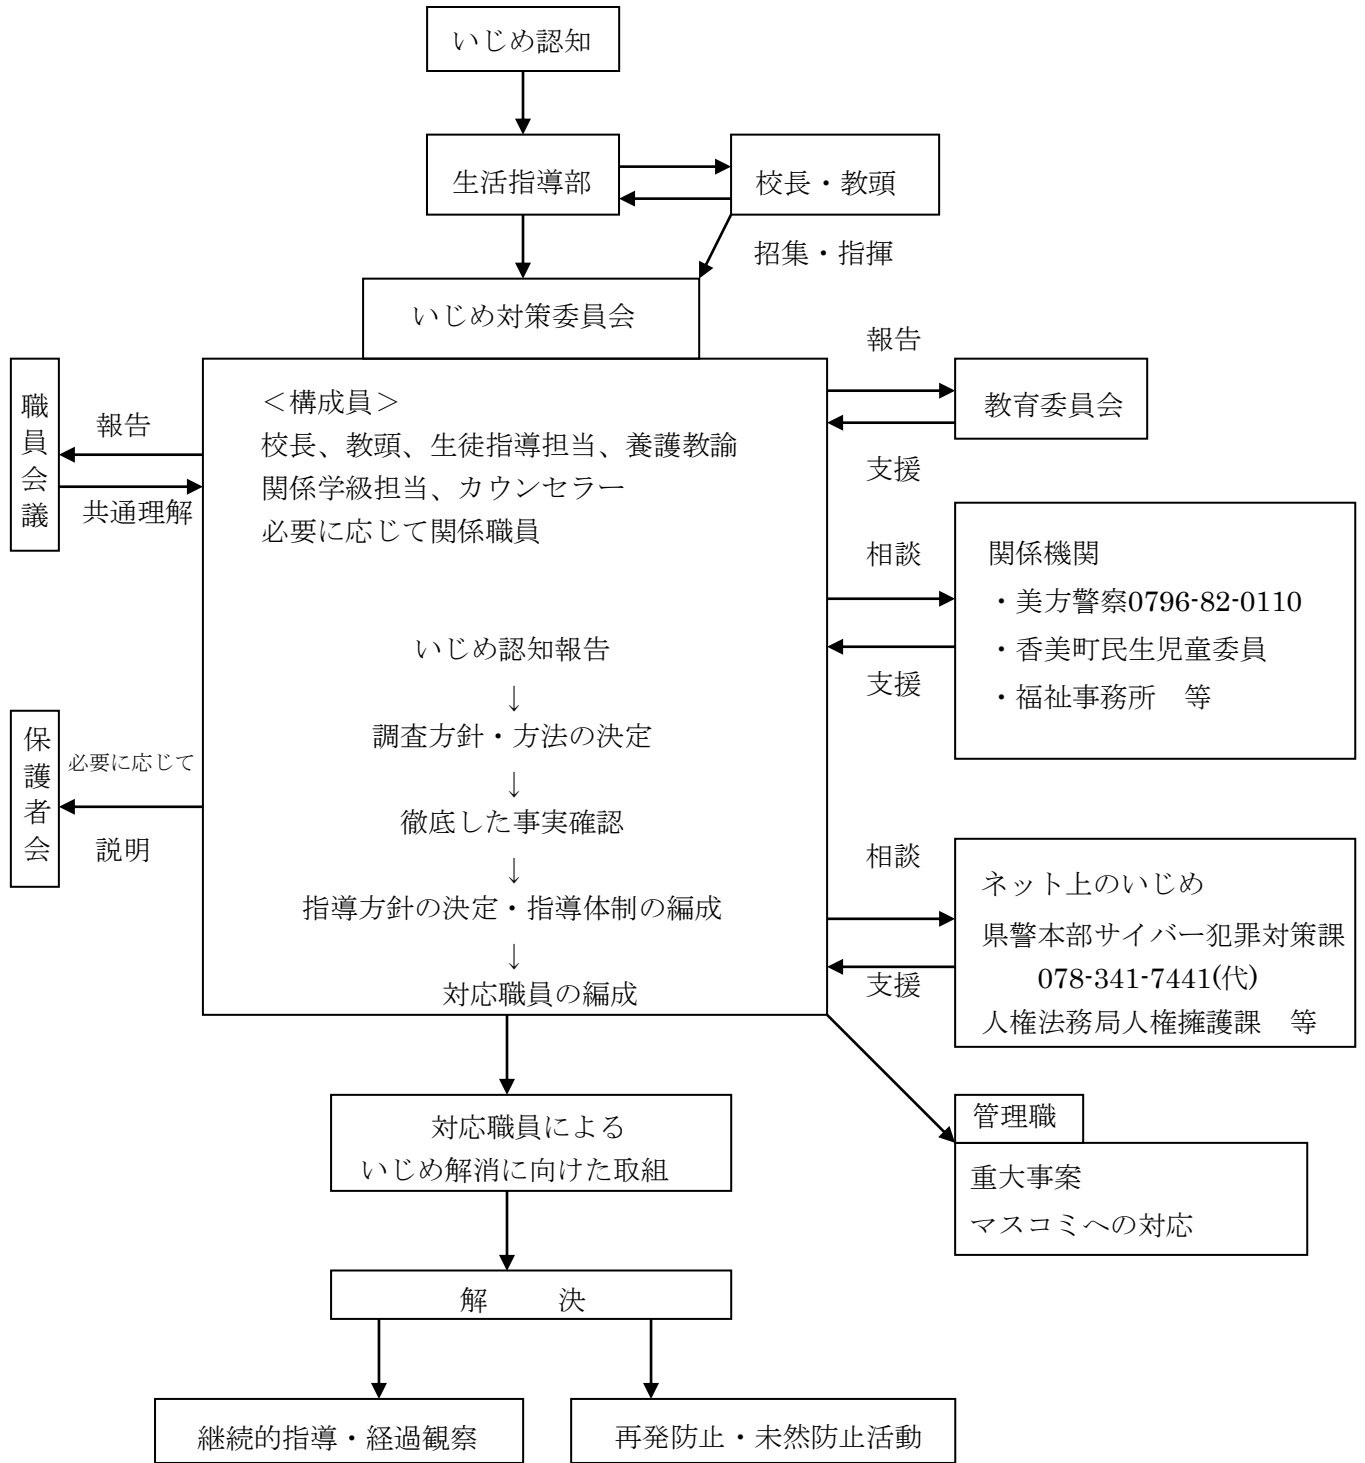 いじめ認知
生活指導部
校長・教頭
招集・指揮
いじめ対策委員会
職員会議
報告
共通理解
保護者会
必要に応じて
説明
＜構成員＞
校長、教頭、生徒指導担当、養護教諭
関係学級担当、カウンセラー
必要に応じて関係職員
いじめ認知報告
↓
調査方針・方法の決定
↓
徹底した事実確認
↓
指導方針の決定・指導体制の編成
↓
対応職員の編成
報告
教育委員会
支援
相談
関係機関
・美方警察0796-82-0110
・香美町民生児童委員
・福祉事務所　等
支援
相談
ネット上のいじめ
県警本部サイバー犯罪対策課
078-341-7441(代)
人権法務局人権擁護課　等
支援
管理職
重大事案
マスコミへの対応
対応職員による
いじめ解消に向けた取組
解　　　決
継続的指導・経過観察
再発防止・未然防止活動